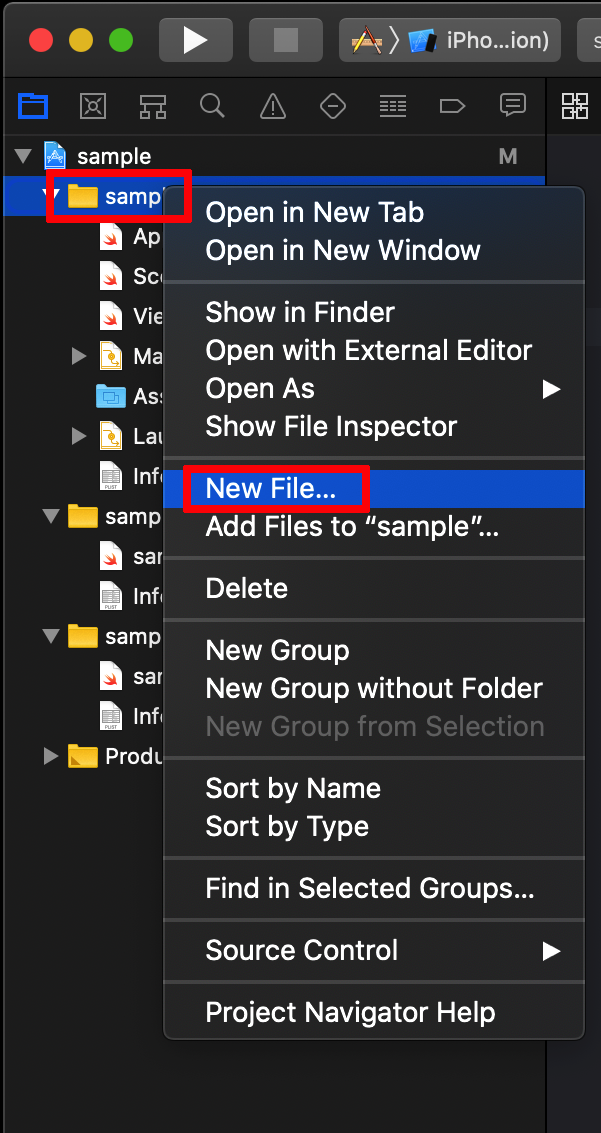 iPho...ion)
sample
M
samp
Ap
Sce
Vie
Ma
Ass
Lau
Info
samp
sar
Info
samp
sar
Info
Produ
Open in New Tab
Open in New Window
Show in Finder
Open with External Editor
Open As
Show File Inspector
New File...
Add Files to “sample”...
Delete
New Group
New Group without Folder
New Group from Selection
Sort by Name
Sort by Type
Find in Selected Groups...
Source Control
Project Navigator Help